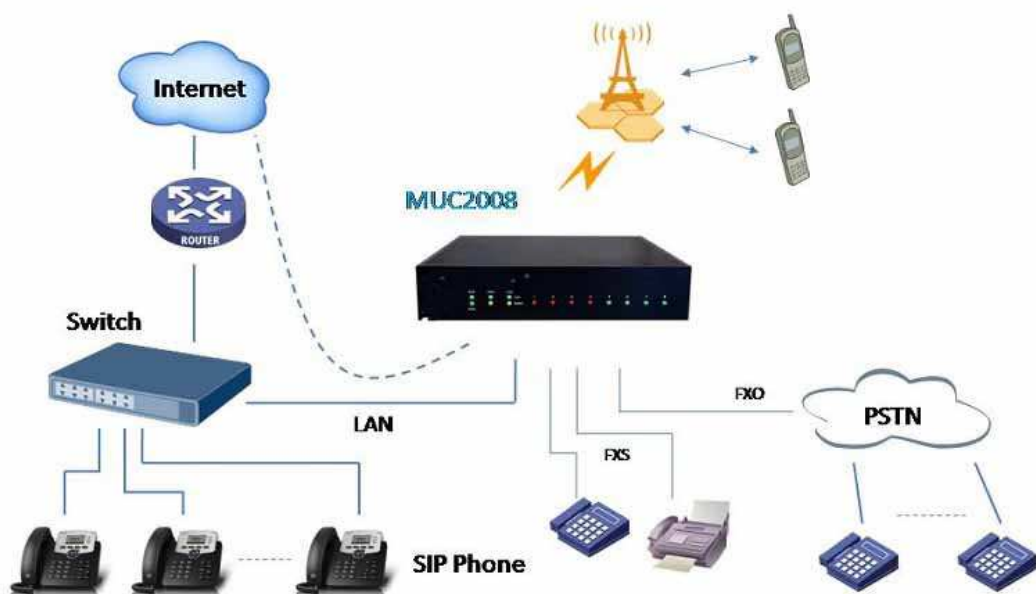 Internet
MUC2008
ROUTER
Switch
LAN
FXO
PSTN
FXS
SIP Phone